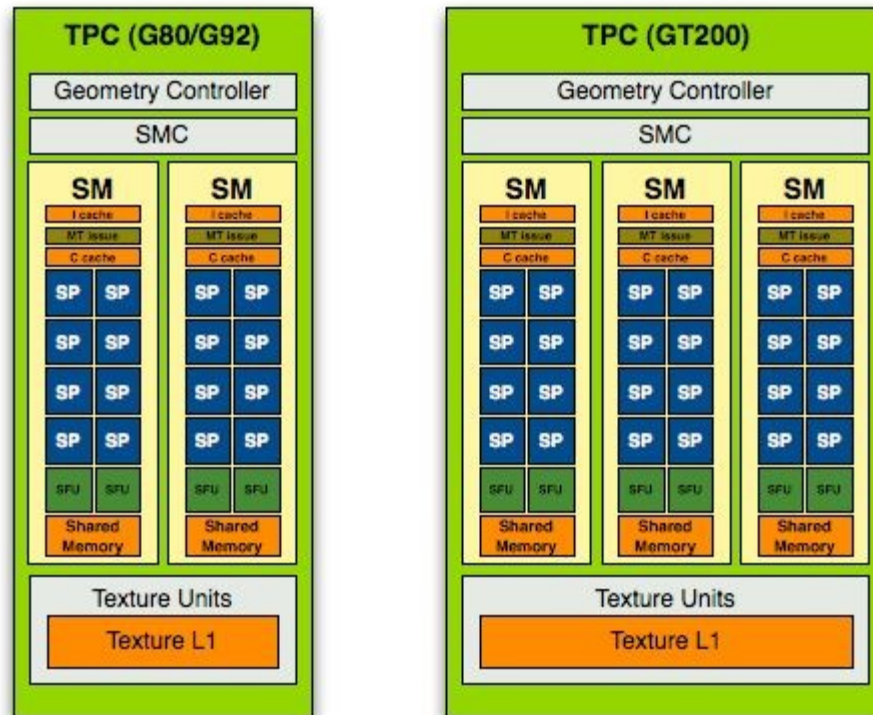 TPC (G80/G92)
Geometry Controller
SMC
SM SM
I cache I cache
MT issue MT issue
C cache C cache
SP SP SP SP
SP SP SP SP
SP SP SP SP
SP SP SP SP
SFU SFU SFU SFU
Shared Shared
Memory Memory
Texture Units
Texture L1
TPC (GT200)
Geometry Controller
SMC
SM SM SM
I cache I cache I cache
MT issue MT issue MT issue
C cache C cache C cache
SP SP SP SP SP SP
SP SP SP SP SP SP
SP SP SP SP SP SP
SP SP SP SP SP SP
SFU SFU SFU SFU SFU SFU
Shared Shared Shared
Memory Memory Memory
Texture Units
Texture L1